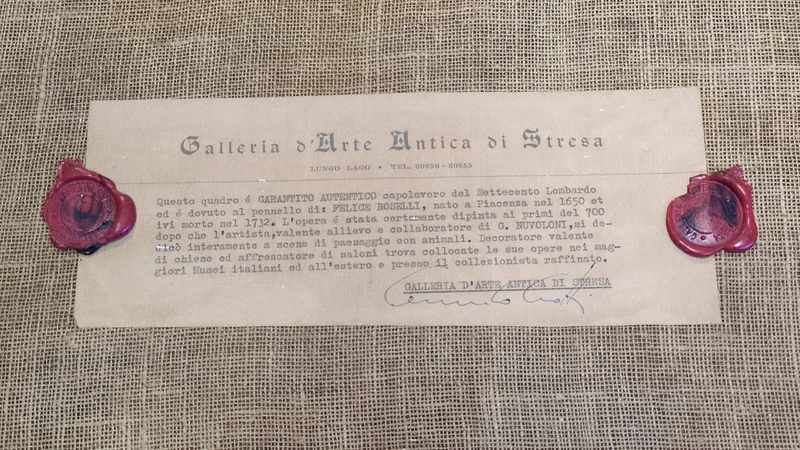 Galleria d'Arte Antica di Stresa
LUNGO LAGO • TEL. 30256 - 30255
Questo quadro é GARANTITO AUTENTICO capolavoro del Settecento Lombardo
ed é dovuto al pennello di: FELICE BOSELLI, nato a Piacenza nel 1650 et
ivi morto nel 1732. L'opera é stata certmente dipinta ai primi del 700
dopo che l'artista,valente allievo e collaboratore di G. NUVOLONI,si de-
dicò interamente a scene di paesaggio con animali. Decoratore valente
di chiese ed affrescatore di saloni trova collocate le sue opere nei mag-
giori Musei italiani ed all'estero e presso il collezionista raffinato.
GALLERIA D'ARTE ANTICA DI STRESA